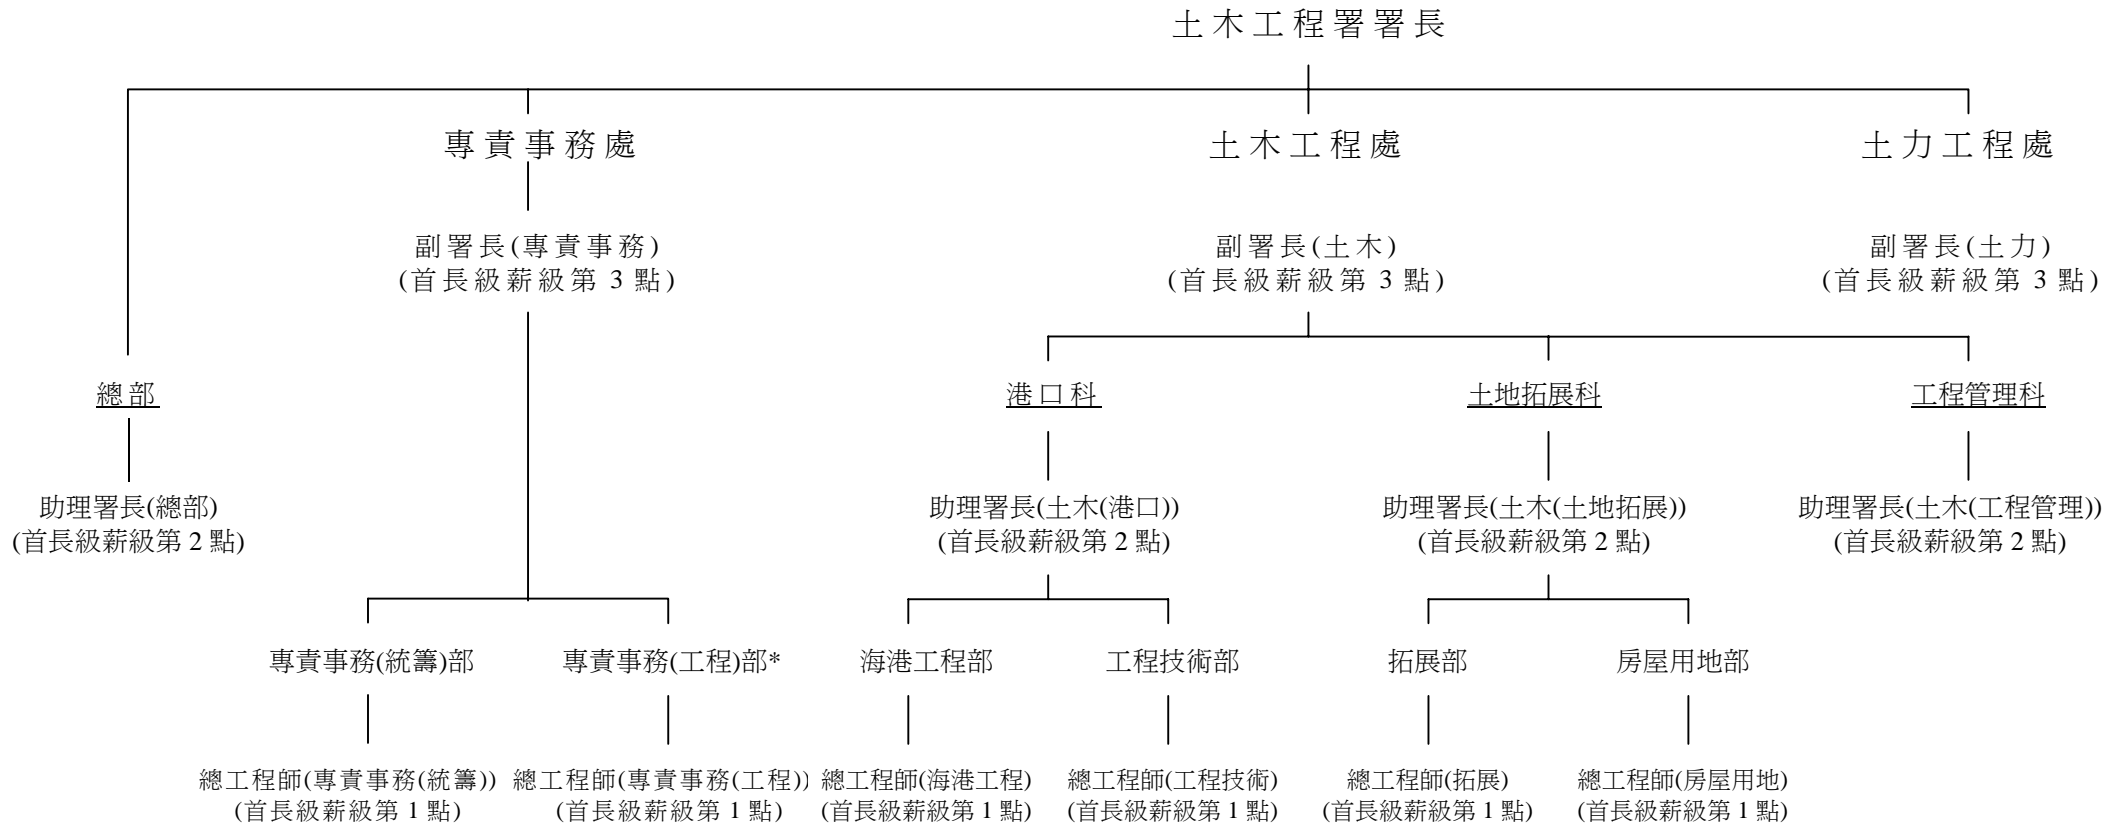 土木工程署署長
專責事務處
土木工程處
土力工程處
副署長(專責事務)
(首長級薪級第 3 點)
副署長(土木)
(首長級薪級第 3 點)
副署長(土力)
(首長級薪級第 3 點)
總部
港口科
土地拓展科
工程管理科
助理署長(總部)
(首長級薪級第 2 點)
助理署長(土木(港口))
(首長級薪級第 2 點)
助理署長(土木(土地拓展))
(首長級薪級第 2 點)
助理署長(土木(工程管理))
(首長級薪級第 2 點)
專責事務(統籌)部
專責事務(工程)部*
海港工程部
工程技術部
拓展部
房屋用地部
總工程師(專責事務(統籌))
(首長級薪級第 1 點)
總工程師(專責事務(工程))
(首長級薪級第 1 點)
總工程師(海港工程)
(首長級薪級第 1 點)
總工程師(工程技術)
(首長級薪級第 1 點)
總工程師(拓展)
(首長級薪級第 1 點)
總工程師(房屋用地)
(首長級薪級第 1 點)